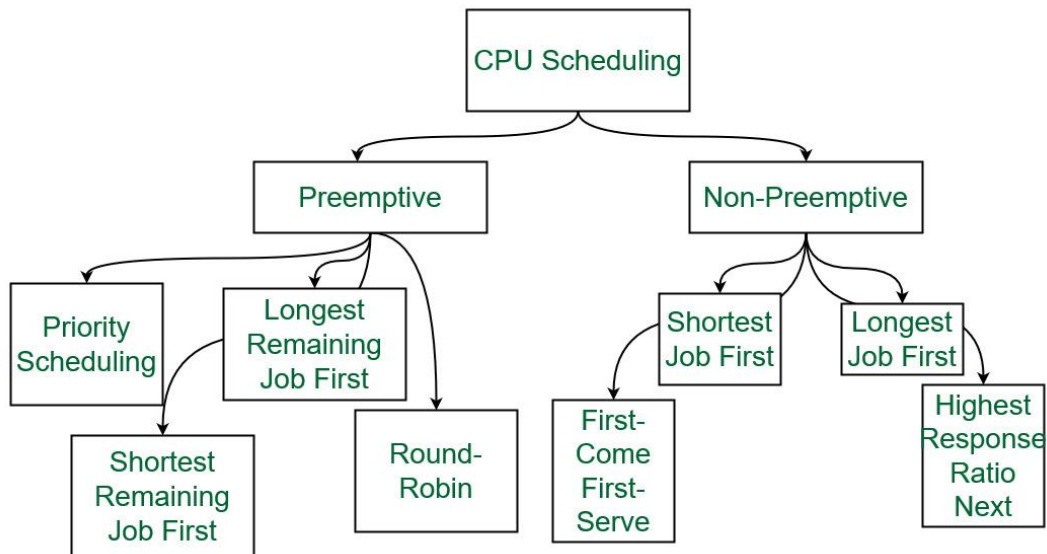 CPU Scheduling
Preemptive
Non-Preemptive
Priority
Scheduling
Longest
Remaining
Job First
Shortest
Job First
Longest
Job First
Shortest
Remaining
Job First
Round-
Robin
First-
Come
First-
Serve
Highest
Response
Ratio
Next